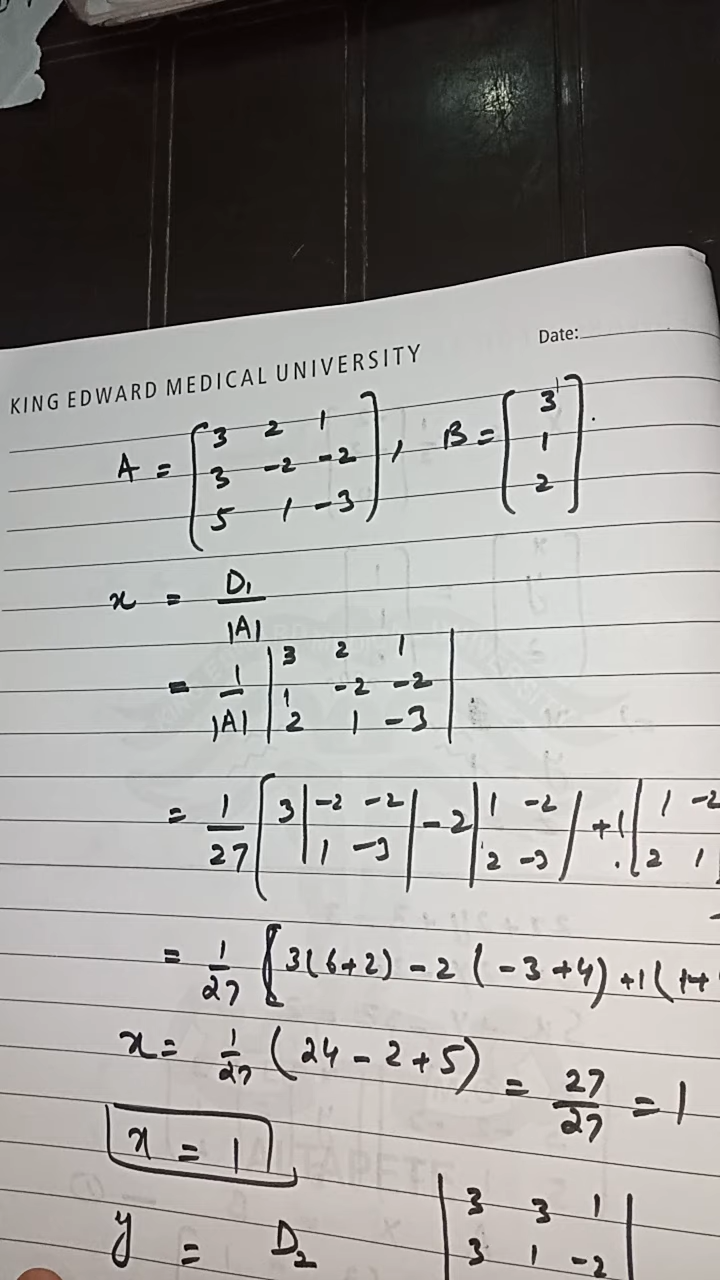 Date:
KING EDWARD MEDICAL UNIVERSITY
A = [3 2 1
3 -2 -2
5 1 -3], B = [3
1
2].
x = D₁/|A|
= 1/|A| |3 2 1
1 -2 -2
2 1 -3|
= 1/27 [3|-2 -2
1 -3| -2|1 -2
2 -3| +1|1 -2
2 1
= 1/27 [3(6+2) -2(-3+4) +1(1+
x = 1/27 (24 - 2 + 5) = 27/27 = 1
x = 1
y = D₂ |3 3 1
3 1 -2|